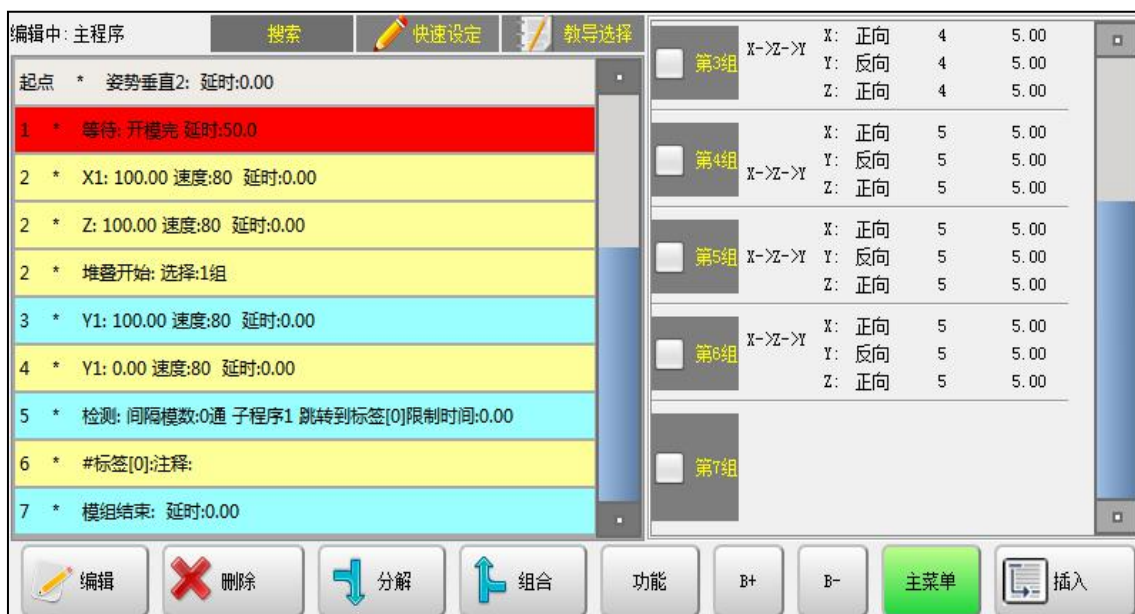 编辑中: 主程序
搜索
快速设定
教导选择
起点 * 姿势垂直2: 延时:0.00
1 * 等待: 开模完 延时:50.0
2 * X1: 100.00 速度:80 延时:0.00
2 * Z: 100.00 速度:80 延时:0.00
2 * 堆叠开始: 选择:1组
3 * Y1: 100.00 速度:80 延时:0.00
4 * Y1: 0.00 速度:80 延时:0.00
5 * 检测: 间隔模数:0通 子程序1 跳转到标签[0]限制时间:0.00
6 * #标签[0]:注释:
7 * 模组结束: 延时:0.00
第3组 X->Z->Y
X: 正向 4 5.00
Y: 反向 4 5.00
Z: 正向 4 5.00
第4组 X->Z->Y
X: 正向 5 5.00
Y: 反向 5 5.00
Z: 正向 5 5.00
第5组 X->Z->Y
X: 正向 5 5.00
Y: 反向 5 5.00
Z: 正向 5 5.00
第6组 X->Z->Y
X: 正向 5 5.00
Y: 反向 5 5.00
Z: 正向 5 5.00
第7组
编辑
删除
分解
组合
功能
B+
B-
主菜单
插入